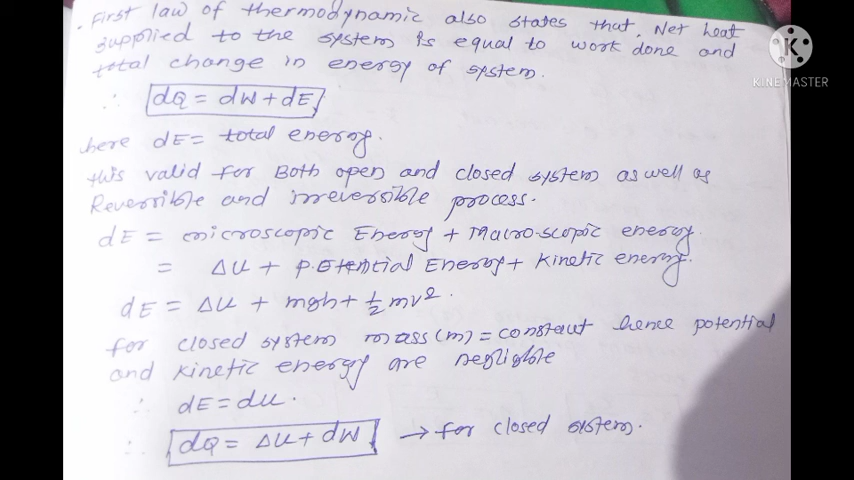 . First law of thermodynamic also states that, Net heat
supplied to the system is equal to work done and
total change in energy of system.
∴ dQ = dW + dE
here dE = total energy.
this valid for Both open and closed system as well as
Reversible and irreversible process.
dE = microscopic Energy + Macro-scopic energy.
= ΔU + P.Etential Energy + Kinetic energy.
dE = ΔU + mgh + ½mv².
for closed system mass(m) = constant hence potential
and Kinetic energy are negligible
∴ dE = dU.
∴ dQ = ΔU + dW → for closed system.
K
KINEMASTER